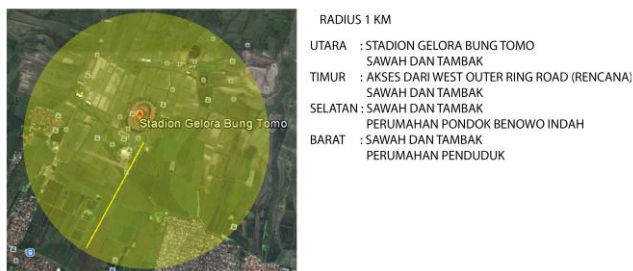 Stadion Gelora Bung Tomo
RADIUS 1 KM
UTARA : STADION GELORA BUNG TOMO
SAWAH DAN TAMBAK
TIMUR : AKSES DARI WEST OUTER RING ROAD (RENCANA)
SAWAH DAN TAMBAK
SELATAN : SAWAH DAN TAMBAK
PERUMAHAN PONDOK BENOWO INDAH
BARAT : SAWAH DAN TAMBAK
PERUMAHAN PENDUDUK